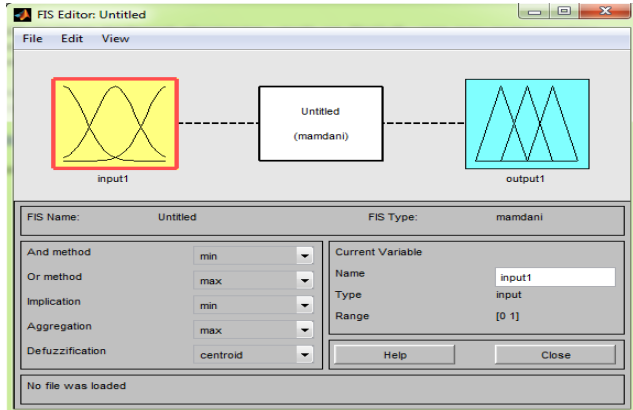 FIS Editor: Untitled
File Edit View
Untitled
(mamdani)
input1
output1
FIS Name: Untitled FIS Type: mamdani
And method min
Or method max
Implication min
Aggregation max
Defuzzification centroid
Current Variable
Name input1
Type input
Range [0 1]
Help Close
No file was loaded